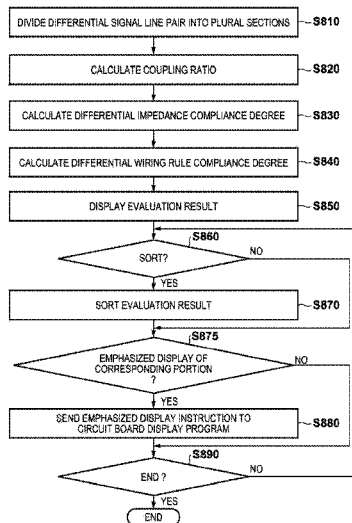 DIVIDE DIFFERENTIAL SIGNAL LINE PAIR INTO PLURAL SECTIONS S810
CALCULATE COUPLING RATIO S820
CALCULATE DIFFERENTIAL IMPEDANCE COMPLIANCE DEGREE S830
CALCULATE DIFFERENTIAL WIRING RULE COMPLIANCE DEGREE S840
DISPLAY EVALUATION RESULT S850
S860
SORT? NO
YES
SORT EVALUATION RESULT S870
S875
EMPHASIZED DISPLAY OF NO
CORRESPONDING PORTION
?
YES
SEND EMPHASIZED DISPLAY INSTRUCTION TO
CIRCUIT BOARD DISPLAY PROGRAM S880
S890
END ? NO
YES
END